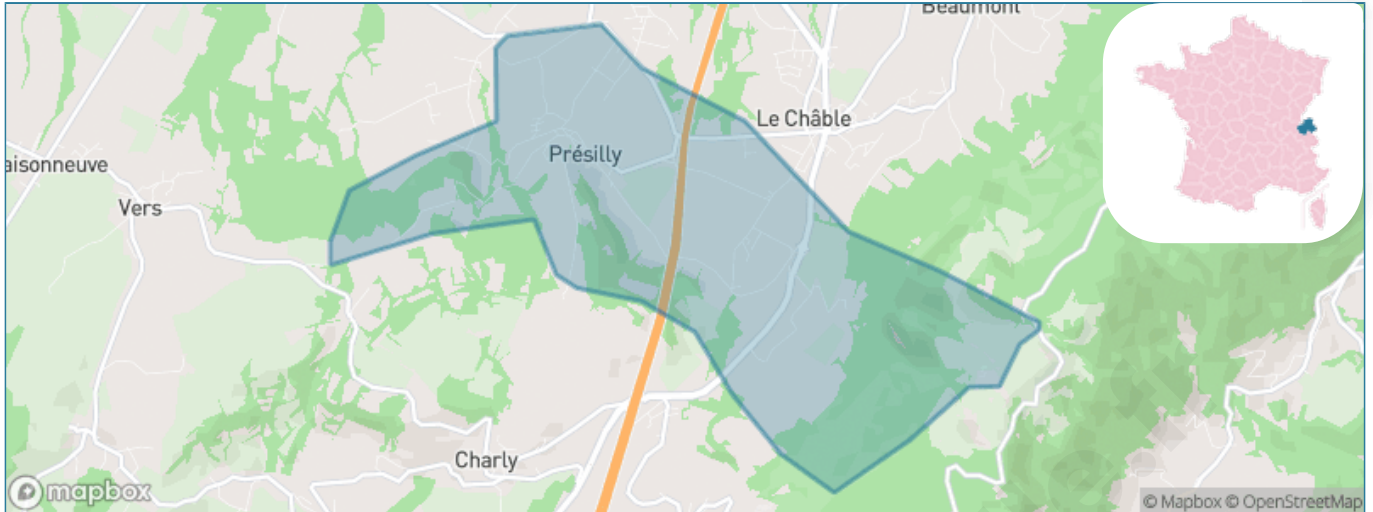 Beaumont
Le Châble
Présilly
aisonneuve
Vers
Charly
mapbox
© Mapbox © OpenStreetMap